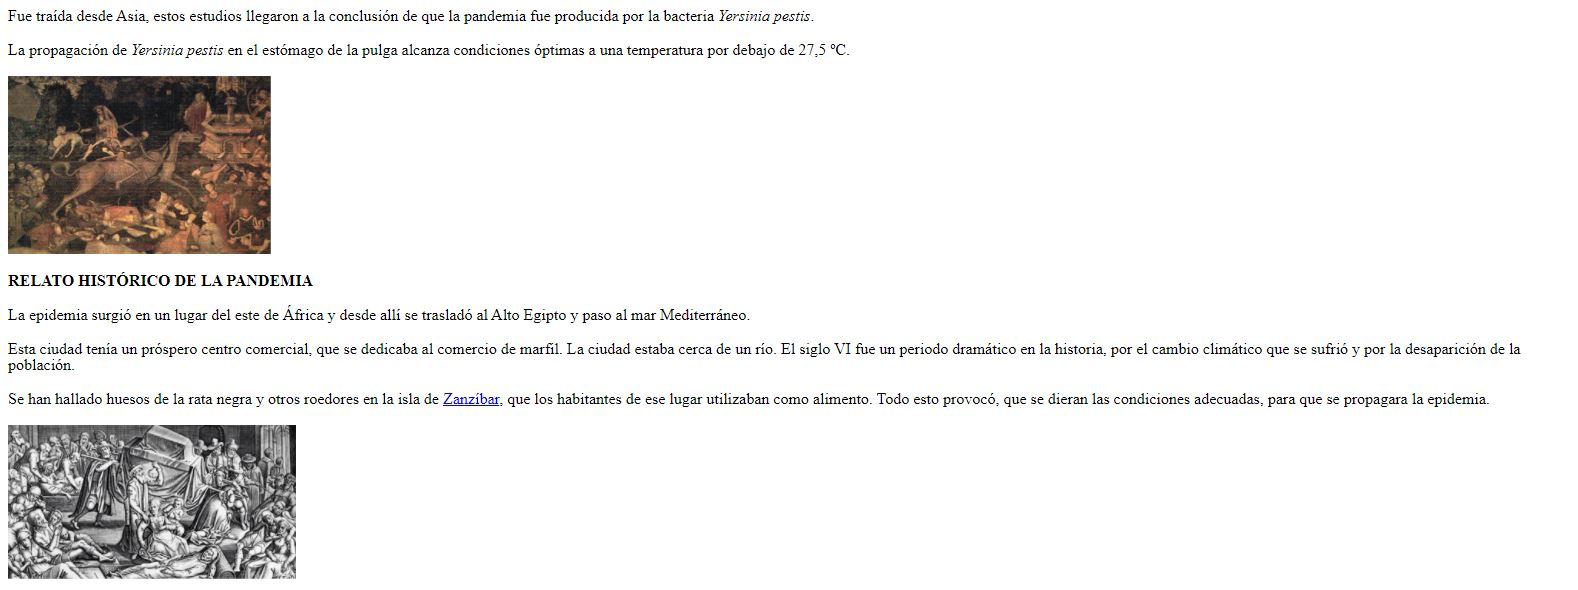 Fue traída desde Asia, estos estudios llegaron a la conclusión de que la pandemia fue producida por la bacteria Yersinia pestis.
La propagación de Yersinia pestis en el estómago de la pulga alcanza condiciones óptimas a una temperatura por debajo de 27,5 °C.
RELATO HISTÓRICO DE LA PANDEMIA
La epidemia surgió en un lugar del este de África y desde allí se trasladó al Alto Egipto y paso al mar Mediterráneo.
Esta ciudad tenía un próspero centro comercial, que se dedicaba al comercio de marfil. La ciudad estaba cerca de un río. El siglo VI fue un periodo dramático en la historia, por el cambio climático que se sufrió y por la desaparición de la
población.
Se han hallado huesos de la rata negra y otros roedores en la isla de Zanzíbar, que los habitantes de ese lugar utilizaban como alimento. Todo esto provocó, que se dieran las condiciones adecuadas, para que se propagara la epidemia.